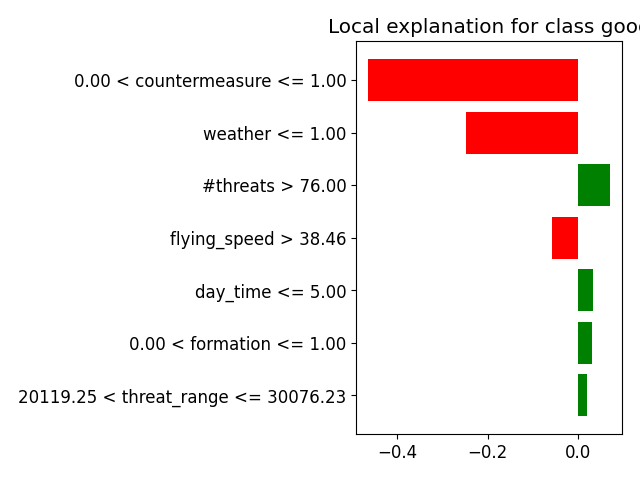 Local explanation for class good
0.00 < countermeasure <= 1.00
weather <= 1.00
#threats > 76.00
flying_speed > 38.46
day_time <= 5.00
0.00 < formation <= 1.00
20119.25 < threat_range <= 30076.23
−0.4 −0.2 0.0